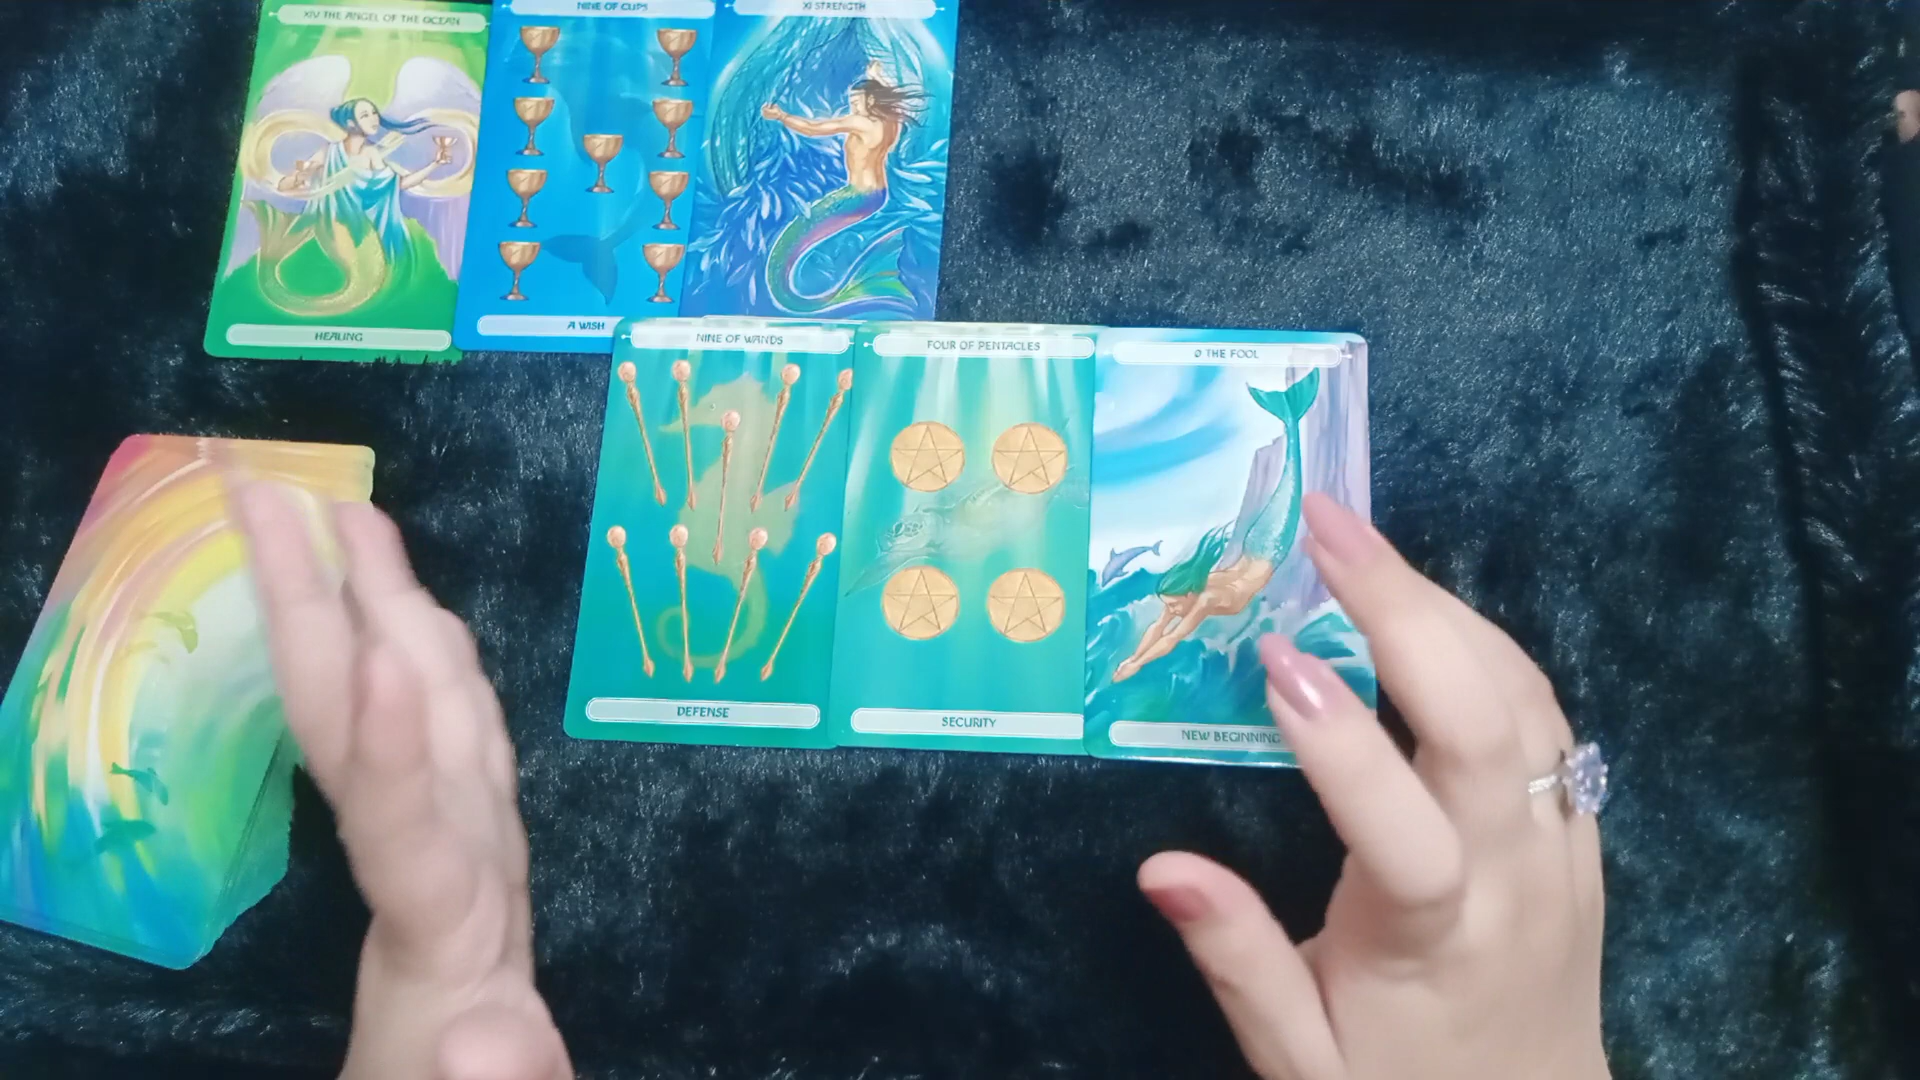 XIV THE ANGEL OF THE OCEAN
NINE OF CUPS
XI STRENGTH
HEALING
A WISH
NINE OF WANDS
FOUR OF PENTACLES
0 THE FOOL
DEFENSE
SECURITY
NEW BEGINNING